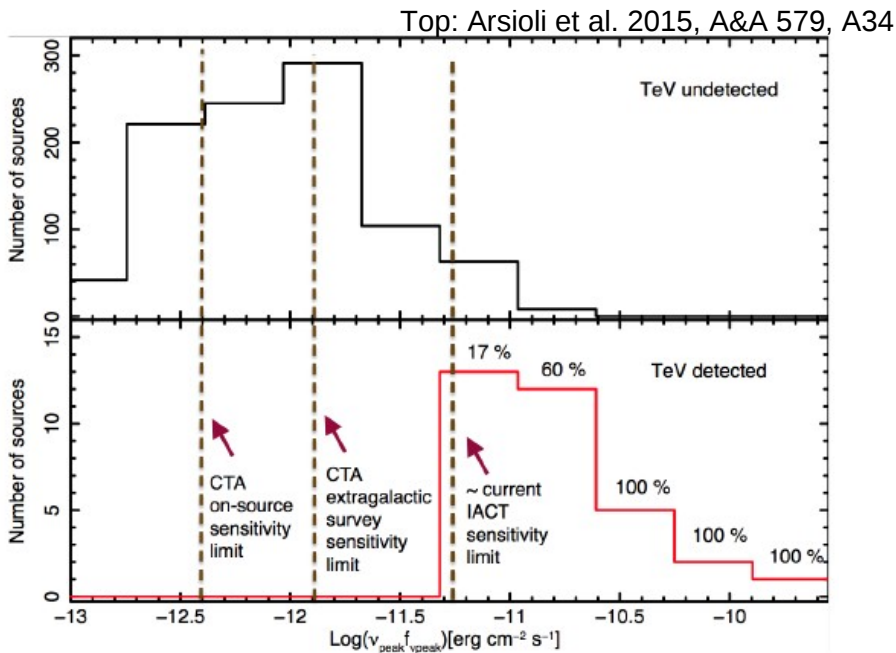 Top: Arsioli et al. 2015, A&A 579, A34
300
TeV undetected
Number of sources
200
100
0
15
17 %
60 %
TeV detected
Number of sources
10
CTA
on-source
sensitivity
limit
CTA
extragalactic
survey
sensitivity
limit
~ current
IACT
sensitivity
limit
100 %
5
100 %
100 %
0
−13
−12.5
−12
−11.5
−11
−10.5
−10
Log(νpeakfνpeak)[erg cm−2 s−1]